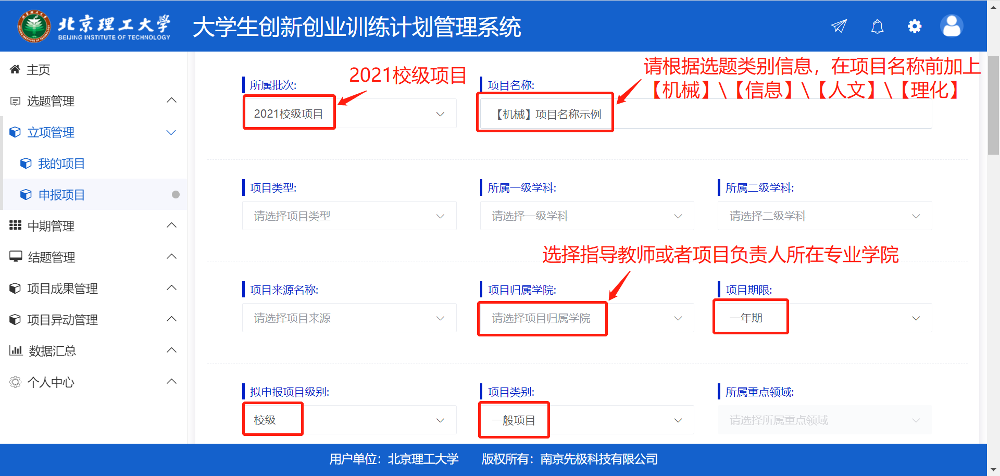 北京理工大学
BEIJING INSTITUTE OF TECHNOLOGY
大学生创新创业训练计划管理系统
主页
选题管理
立项管理
我的项目
申报项目
中期管理
结题管理
项目成果管理
项目异动管理
数据汇总
个人中心
2021校级项目
请根据选题类别信息，在项目名称前加上
【机械】\【信息】\【人文】\【理化】
所属批次:
项目名称:
2021校级项目
【机械】项目名称示例
项目类型:
所属一级学科:
所属二级学科:
请选择项目类型
请选择一级学科
请选择二级学科
选择指导教师或者项目负责人所在专业学院
项目来源名称:
项目归属学院:
项目期限:
请选择项目来源
请选择项目归属学院
一年期
拟申报项目级别:
项目类别:
所属重点领域:
校级
一般项目
请选择所属重点领域
用户单位：北京理工大学 版权所有：南京先极科技有限公司